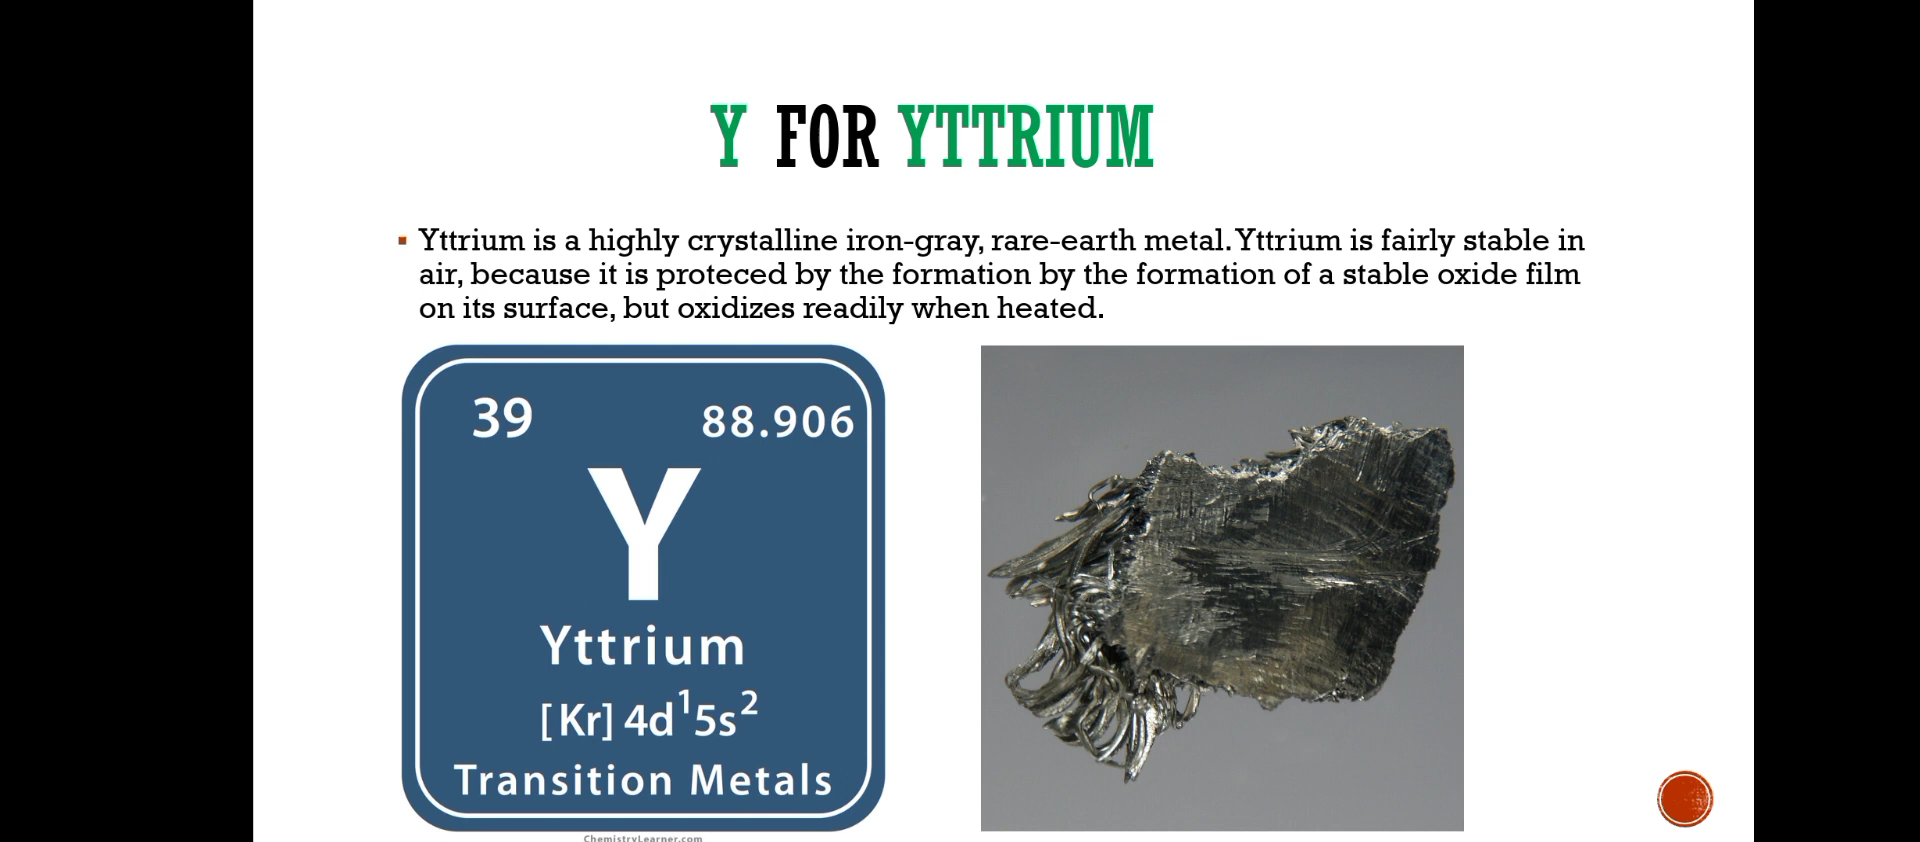 Y FOR YTTRIUM
Yttrium is a highly crystalline iron-gray, rare-earth metal. Yttrium is fairly stable in
air, because it is proteced by the formation by the formation of a stable oxide film
on its surface, but oxidizes readily when heated.
39 88.906
Y
Yttrium
[Kr] 4d¹5s²
Transition Metals
ChemistryLearner.com